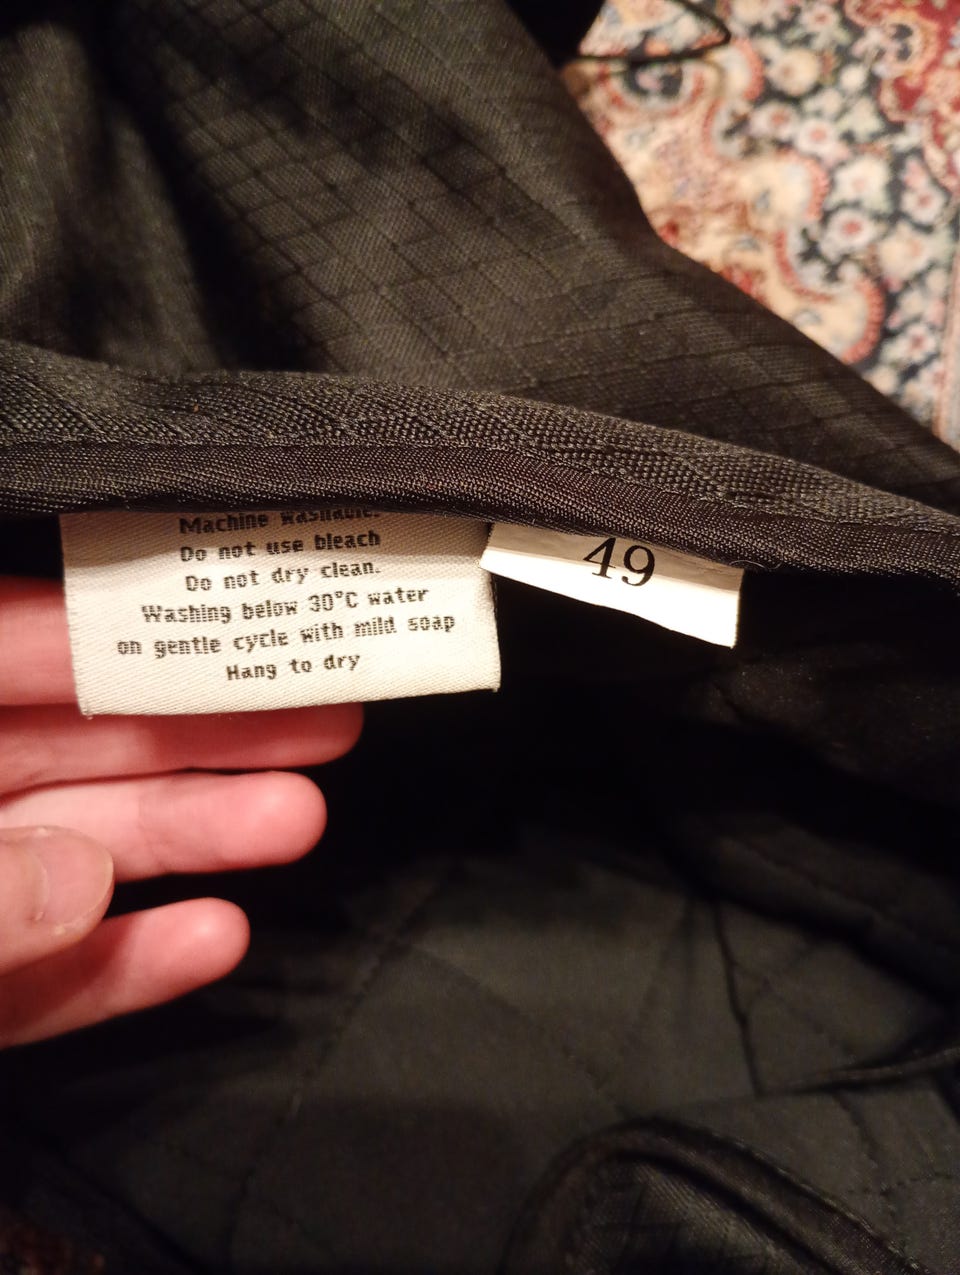 Machine washable.
Do not use bleach
Do not dry clean.
Washing below 30°C water
on gentle cycle with mild soap
Hang to dry
49